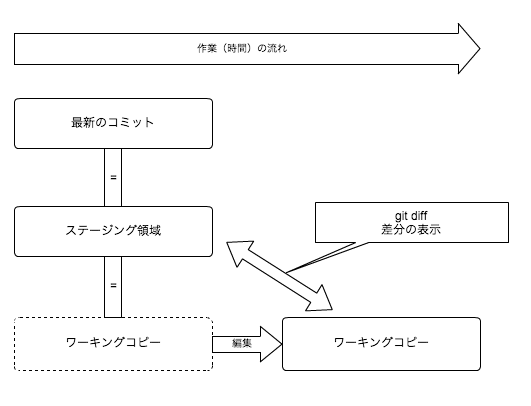 作業（時間）の流れ
最新のコミット
=
ステージング領域
git diff
差分の表示
=
ワーキングコピー
編集
ワーキングコピー